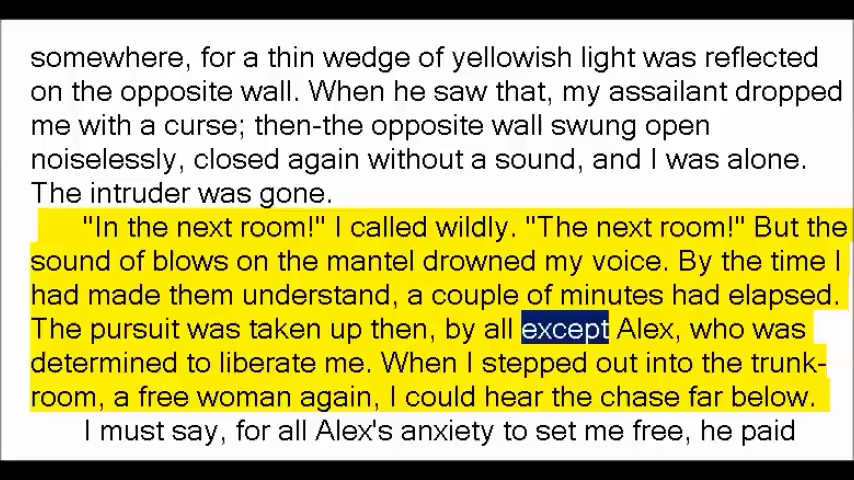 somewhere, for a thin wedge of yellowish light was reflected
on the opposite wall. When he saw that, my assailant dropped
me with a curse; then-the opposite wall swung open
noiselessly, closed again without a sound, and I was alone.
The intruder was gone.
"In the next room!" I called wildly. "The next room!" But the
sound of blows on the mantel drowned my voice. By the time I
had made them understand, a couple of minutes had elapsed.
The pursuit was taken up then, by all except Alex, who was
determined to liberate me. When I stepped out into the trunk-
room, a free woman again, I could hear the chase far below.
I must say, for all Alex's anxiety to set me free, he paid